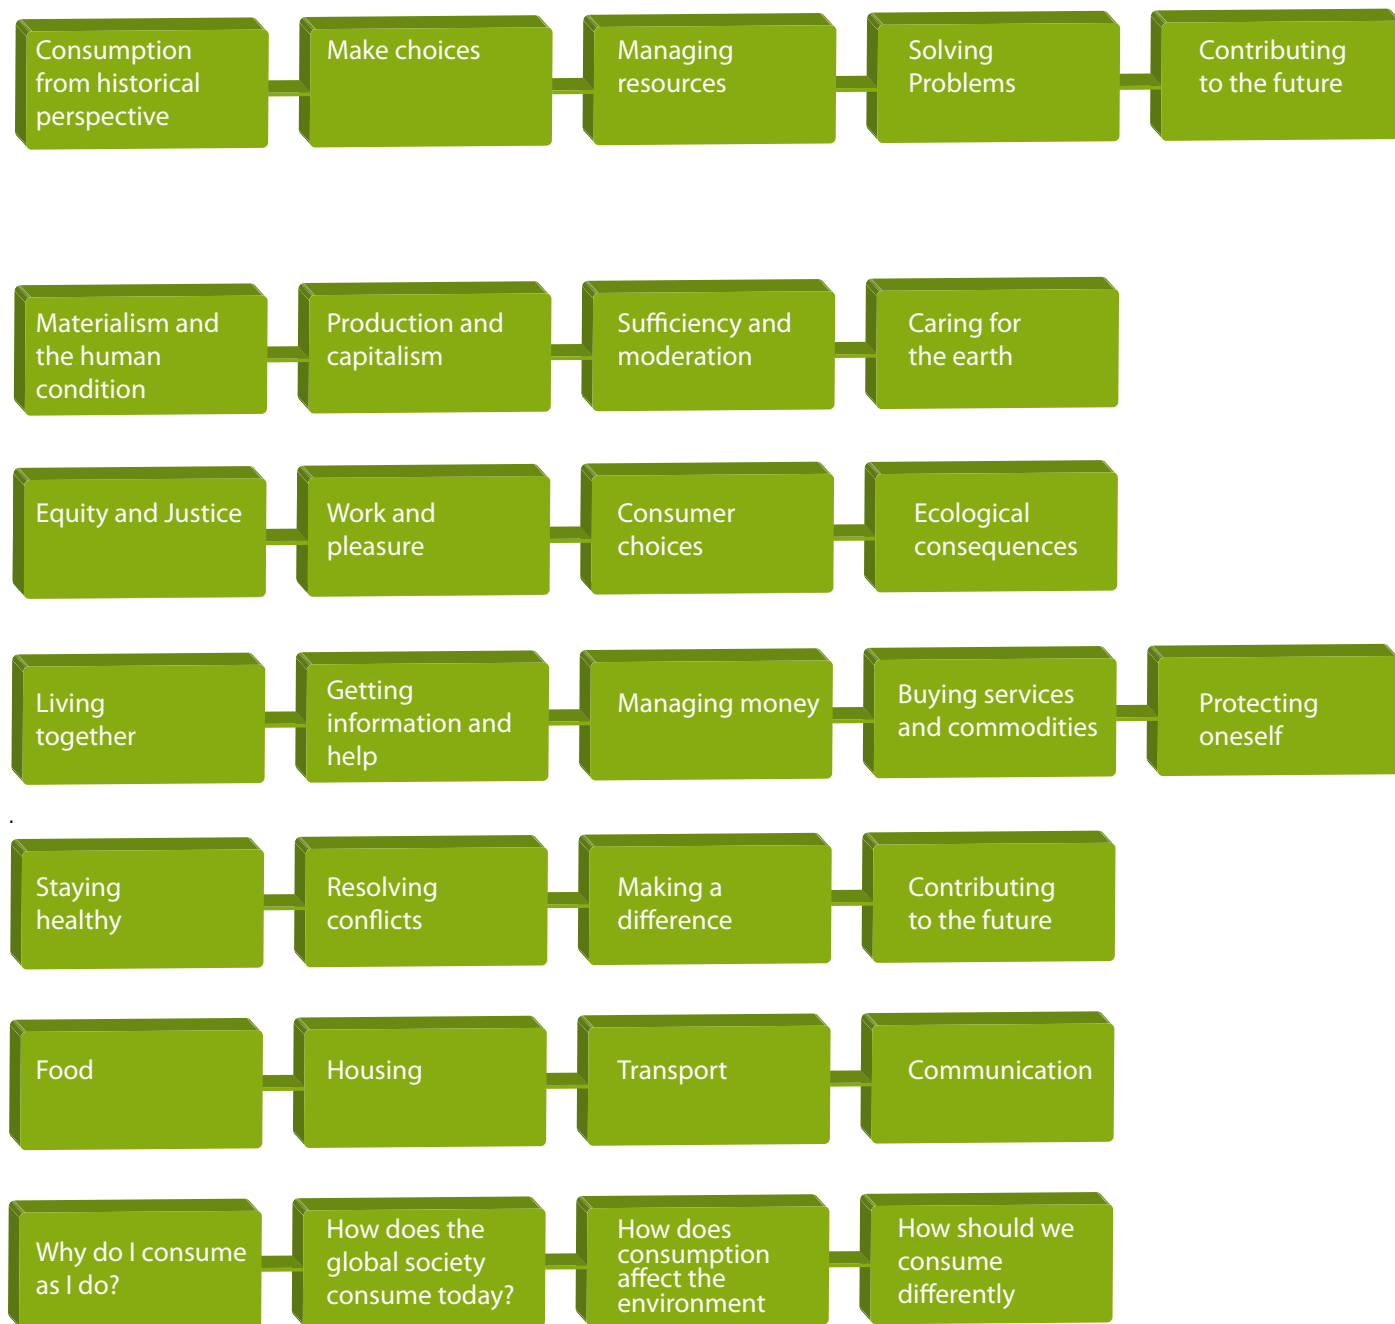 Consumption
from historical
perspective
Make choices
Managing
resources
Solving
Problems
Contributing
to the future
Materialism and
the human
condition
Production and
capitalism
Sufficiency and
moderation
Caring for
the earth
Equity and Justice
Work and
pleasure
Consumer
choices
Ecological
consequences
Living
together
Getting
information and
help
Managing money
Buying services
and commodities
Protecting
oneself
.
Staying
healthy
Resolving
conflicts
Making a
difference
Contributing
to the future
Food
Housing
Transport
Communication
Why do I consume
as I do?
How does the
global society
consume today?
How does
consumption
affect the
environment
How should we
consume
differently